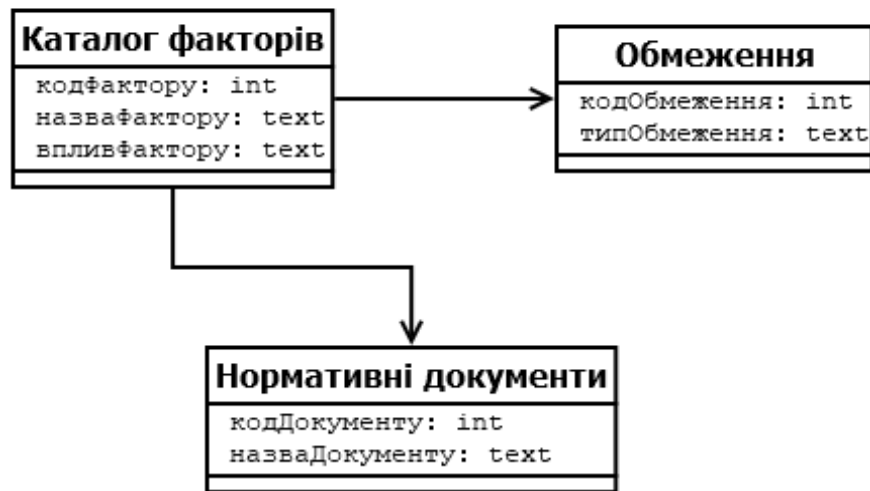 Каталог факторів
кодФактору: int
назваФактору: text
впливФактору: text
Обмеження
кодОбмеження: int
типОбмеження: text
Нормативні документи
кодДокументу: int
назваДокументу: text